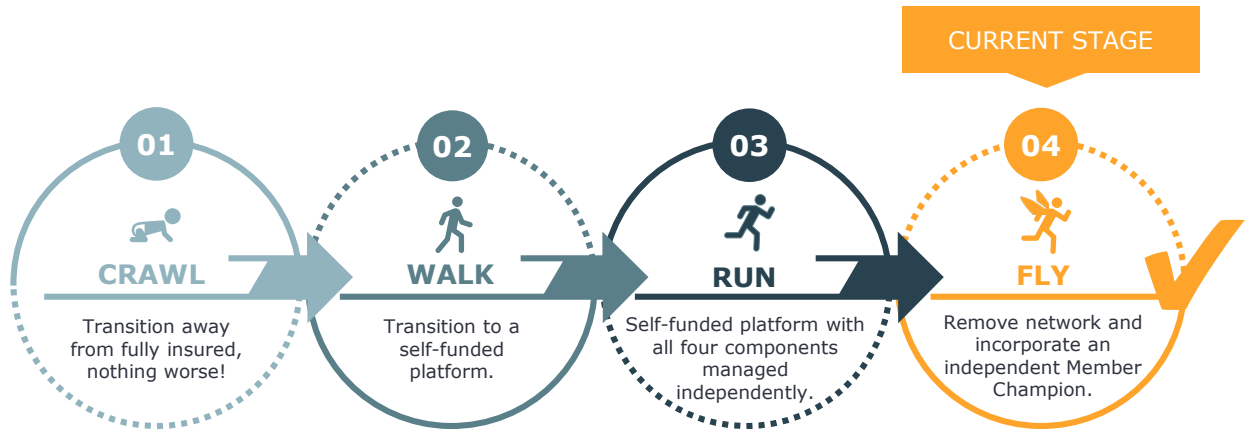 CURRENT STAGE
01
CRAWL
Transition away
from fully insured,
nothing worse!
02
WALK
Transition to a
self-funded
platform.
03
RUN
Self-funded platform with
all four components
managed
independently.
04
FLY
Remove network and
incorporate an
independent Member
Champion.